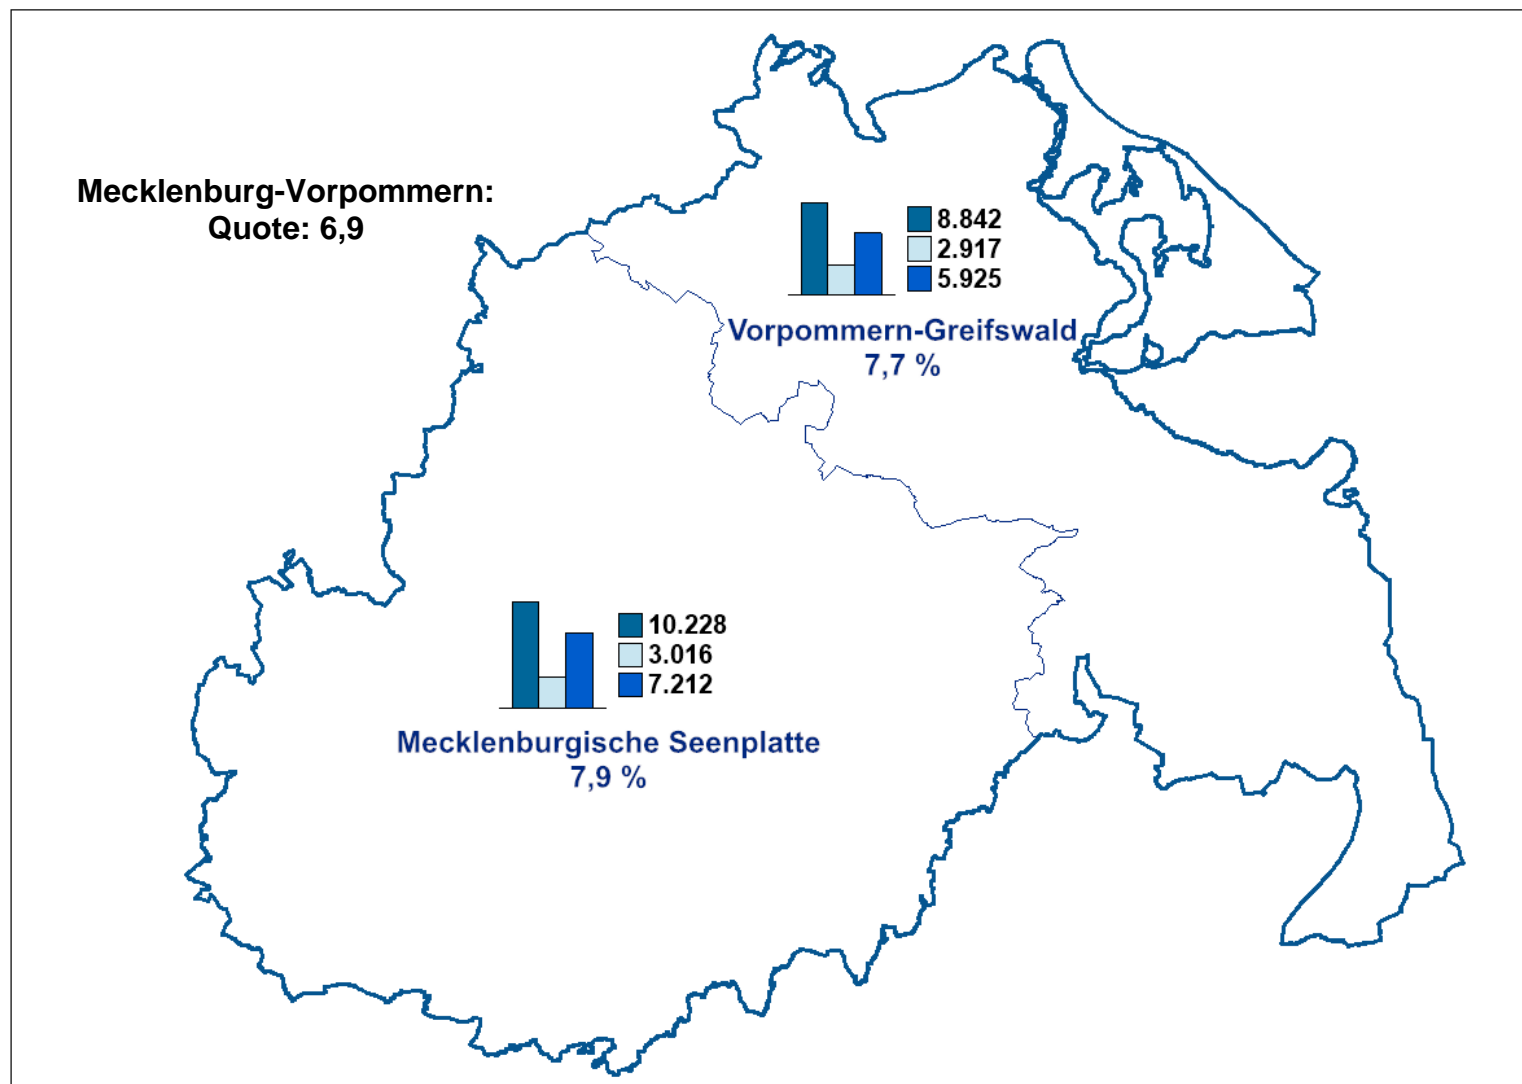 Mecklenburg-Vorpommern:
Quote: 6,9
8.842
2.917
5.925
Vorpommern-Greifswald
7,7 %
10.228
3.016
7.212
Mecklenburgische Seenplatte
7,9 %